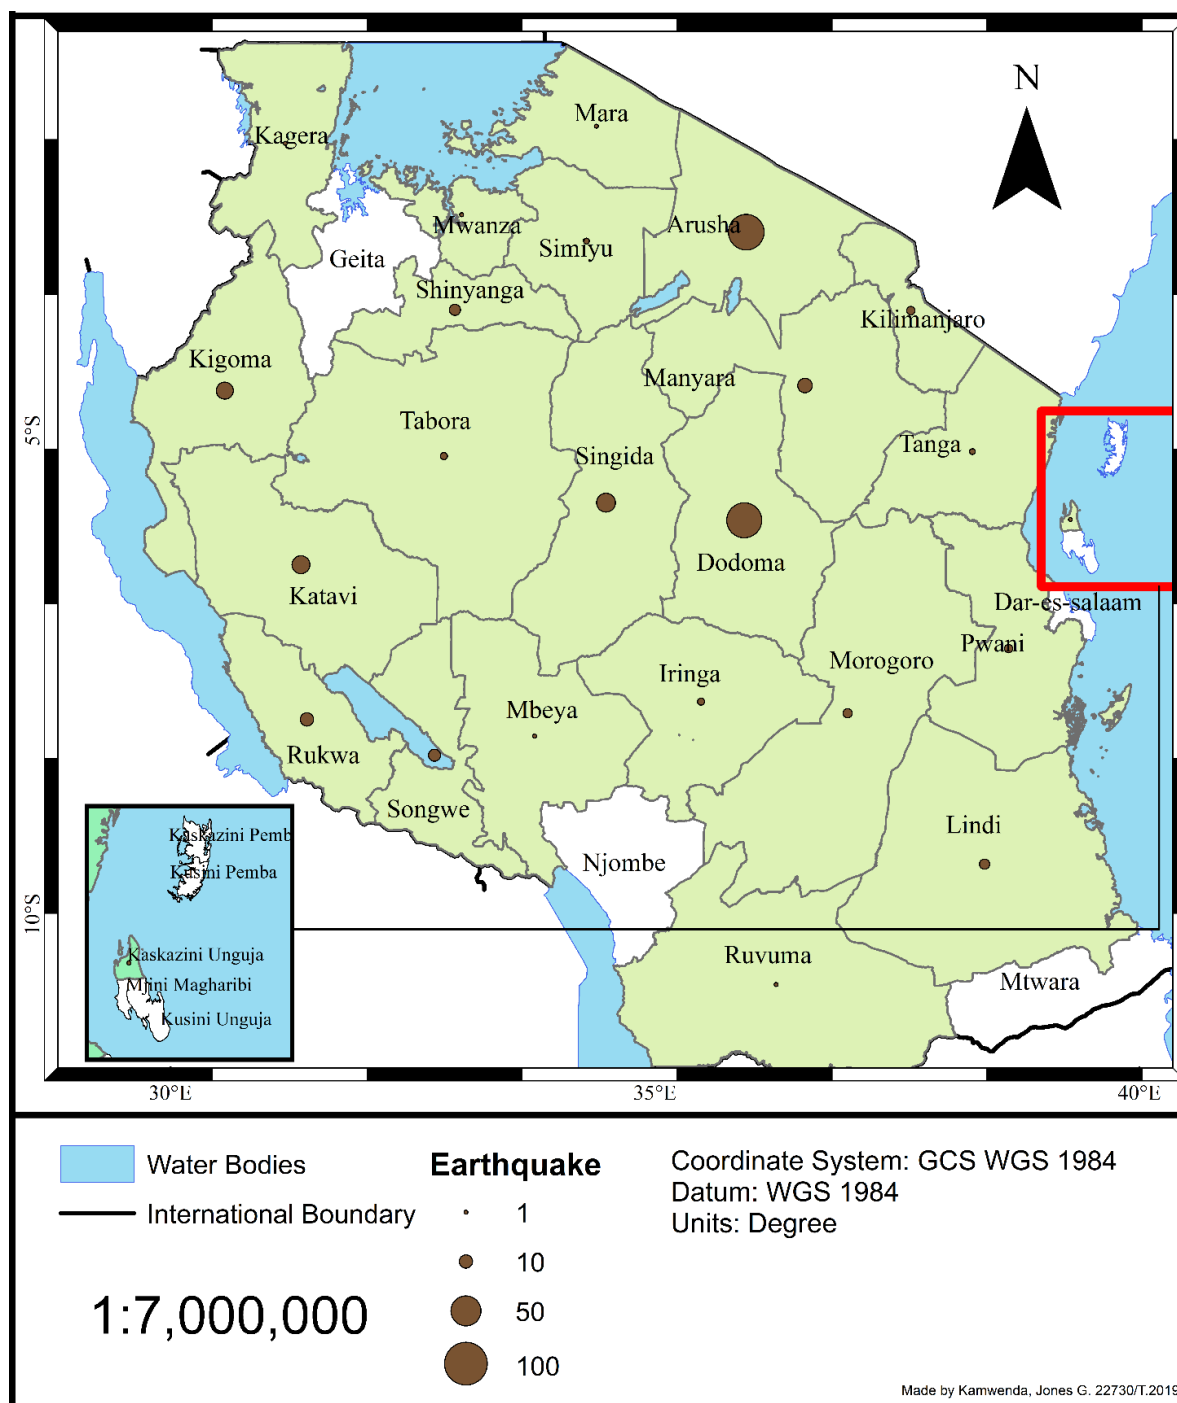 N
Mara
Kagera
Mwanza
Arusha
Simiyu
Geita
Shinyanga
Kilimanjaro
Kigoma
Manyara
Tabora
Tanga
Singida
5°S
Dodoma
Katavi
Dar-es-salaam
Pwani
Morogoro
Iringa
Mbeya
Rukwa
Songwe
Lindi
Njombe
Kaskazini Pemb
Kusini Pemba
10°S
Kaskazini Unguja
Mjini Magharibi
Kusini Unguja
Ruvuma
Mtwara
30°E
35°E
40°E
Water Bodies
International Boundary
1:7,000,000
Earthquake
1
10
50
100
Coordinate System: GCS WGS 1984
Datum: WGS 1984
Units: Degree
Made by Kamwenda, Jones G. 22730/T.2019